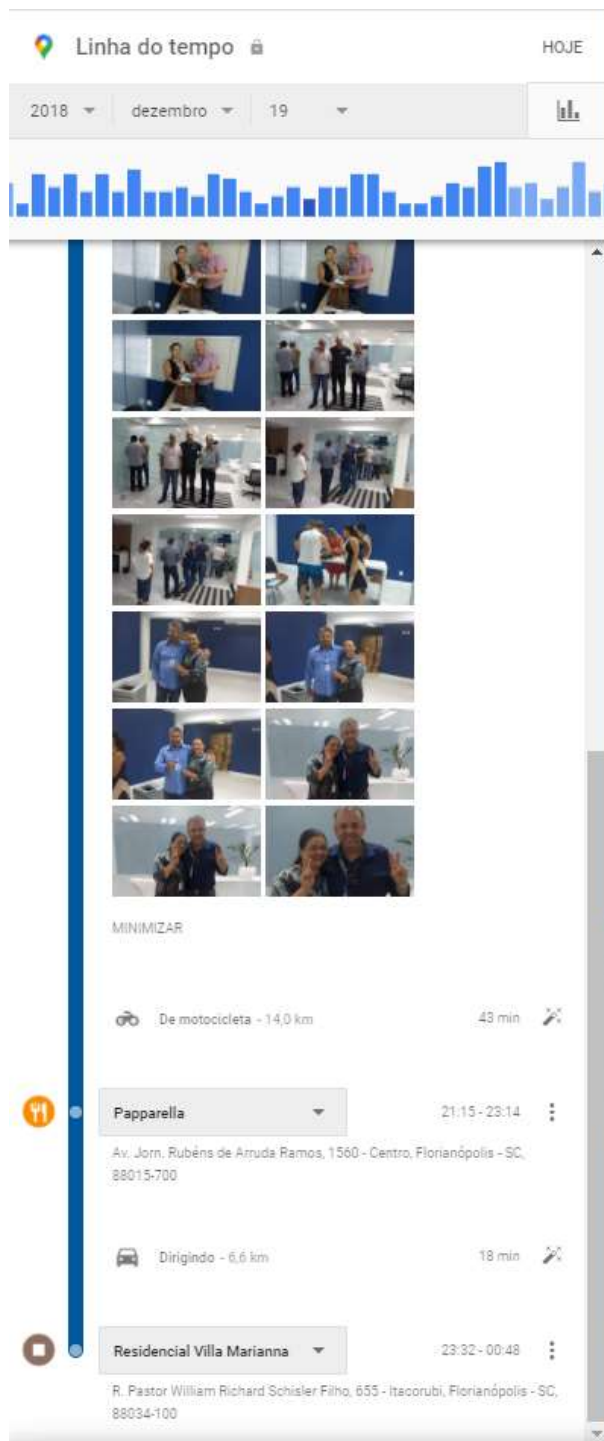 Linha do tempo
HOJE
2018 dezembro 19
MINIMIZAR
De motocicleta - 14,0 km 43 min
Papparella 21:15 - 23:14
Av. Jorn. Rubéns de Arruda Ramos, 1560 - Centro, Florianópolis - SC,
88015-700
Dirigindo - 6,6 km 18 min
Residencial Villa Marianna 23:32 - 00:48
R. Pastor William Richard Schisler Filho, 655 - Itacorubi, Florianópolis - SC,
88034-100